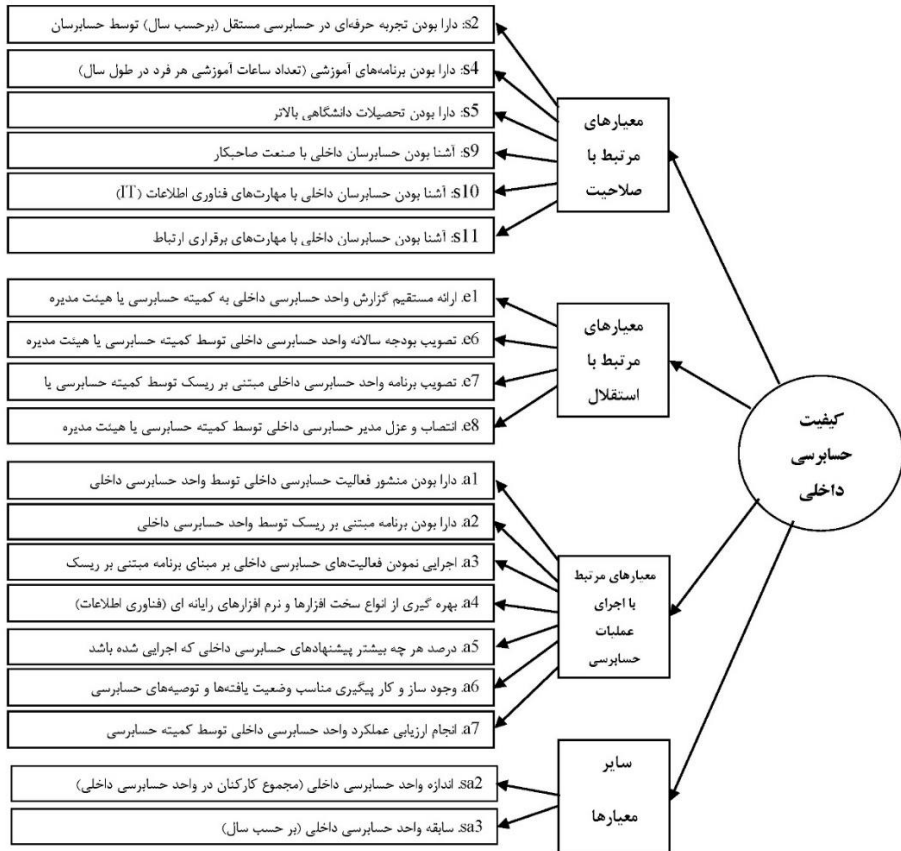 s2: دارا بودن تجربه حرفه‌ای در حسابرسی مستقل (برحسب سال) توسط حسابرسان
s4: دارا بودن برنامه‌های آموزشی (تعداد ساعات آموزشی هر فرد در طول سال)
s5: دارا بودن تحصیلات دانشگاهی بالاتر
s9: آشنا بودن حسابرسان داخلی با صنعت صاحبکار
s10: آشنا بودن حسابرسان داخلی با مهارت‌های فناوری اطلاعات (IT)
s11: آشنا بودن حسابرسان داخلی با مهارت‌های برقراری ارتباط
معیارهای
مرتبط با
صلاحیت
e1. ارائه مستقیم گزارش واحد حسابرسی داخلی به کمیته حسابرسی یا هیئت مدیره
e6. تصویب بودجه سالانه واحد حسابرسی داخلی توسط کمیته حسابرسی یا هیئت مدیره
e7. تصویب برنامه واحد حسابرسی داخلی مبتنی بر ریسک توسط کمیته حسابرسی یا
e8. انتصاب و عزل مدیر حسابرسی داخلی توسط کمیته حسابرسی یا هیئت مدیره
معیارهای
مرتبط با
استقلال
کیفیت
حسابرسی
داخلی
a1. دارا بودن منشور فعالیت حسابرسی داخلی توسط واحد حسابرسی داخلی
a2. دارا بودن برنامه مبتنی بر ریسک توسط واحد حسابرسی داخلی
a3. اجرایی نمودن فعالیت‌های حسابرسی داخلی بر مبنای برنامه مبتنی بر ریسک
a4. بهره گیری از انواع سخت افزارها و نرم افزارهای رایانه ای (فناوری اطلاعات)
a5. درصد هر چه بیشتر پیشنهادهای حسابرسی داخلی که اجرایی شده باشد
a6. وجود ساز و کار پیگیری مناسب وضعیت یافته‌ها و توصیه‌های حسابرسی
a7. انجام ارزیابی عملکرد واحد حسابرسی داخلی توسط کمیته حسابرسی
معیارهای مرتبط
با اجرای
عملیات
حسابرسی
sa2. اندازه واحد حسابرسی داخلی (مجموع کارکنان در واحد حسابرسی داخلی)
sa3. سابقه واحد حسابرسی داخلی (بر حسب سال)
سایر
معیارها